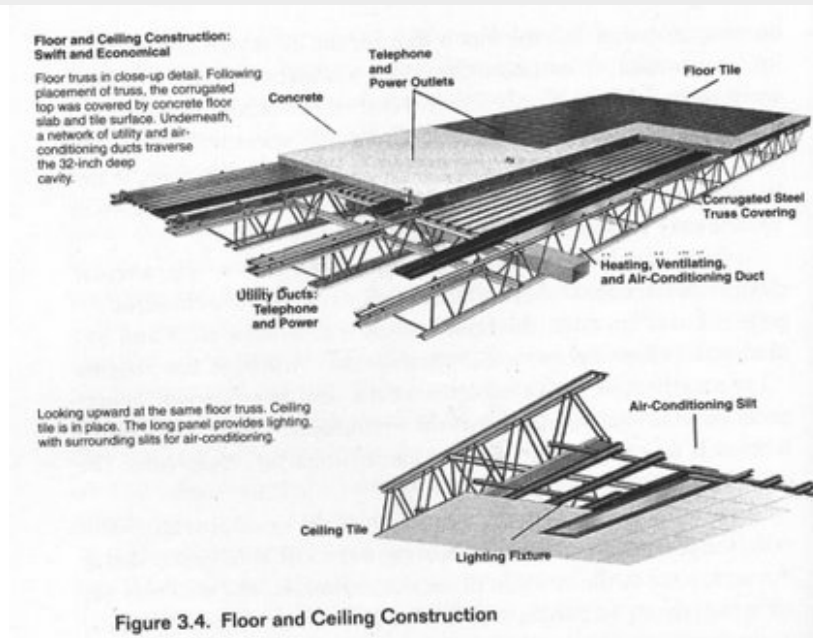 Floor and Ceiling Construction:
Swift and Economical
Floor truss in close-up detail. Following
placement of truss, the corrugated
top was covered by concrete floor
slab and tile surface. Underneath,
a network of utility and air-
conditioning ducts traverse
the 32-inch deep
cavity.
Concrete
Telephone
and
Power Outlets
Floor Tile
Corrugated Steel
Truss Covering
Heating, Ventilating,
and Air-Conditioning Duct
Utility Ducts:
Telephone
and Power
Looking upward at the same floor truss. Ceiling
tile is in place. The long panel provides lighting,
with surrounding slits for air-conditioning.
Air-Conditioning Slit
Ceiling Tile
Lighting Fixture
Figure 3.4. Floor and Ceiling Construction